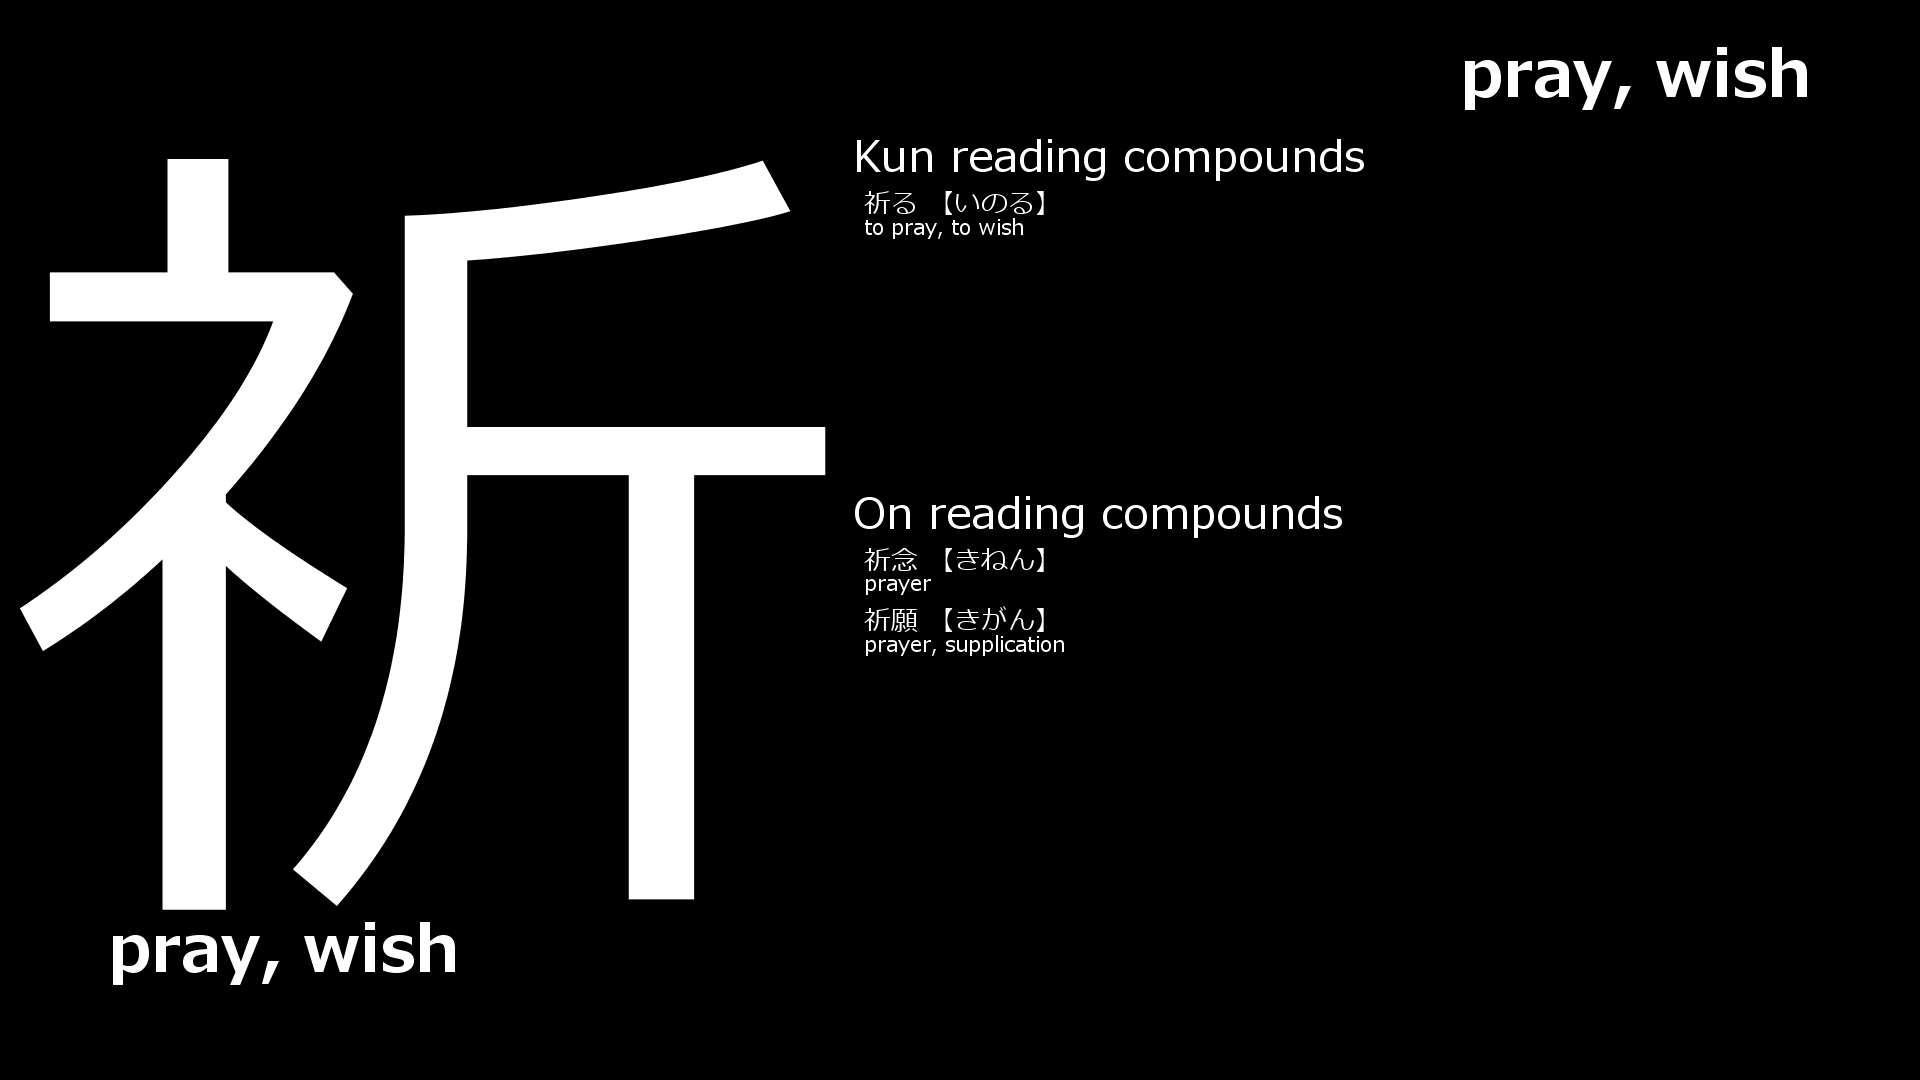 pray, wish
祈
Kun reading compounds
祈る 【いのる】
to pray, to wish
On reading compounds
祈念 【きねん】
prayer
祈願 【きがん】
prayer, supplication
pray, wish